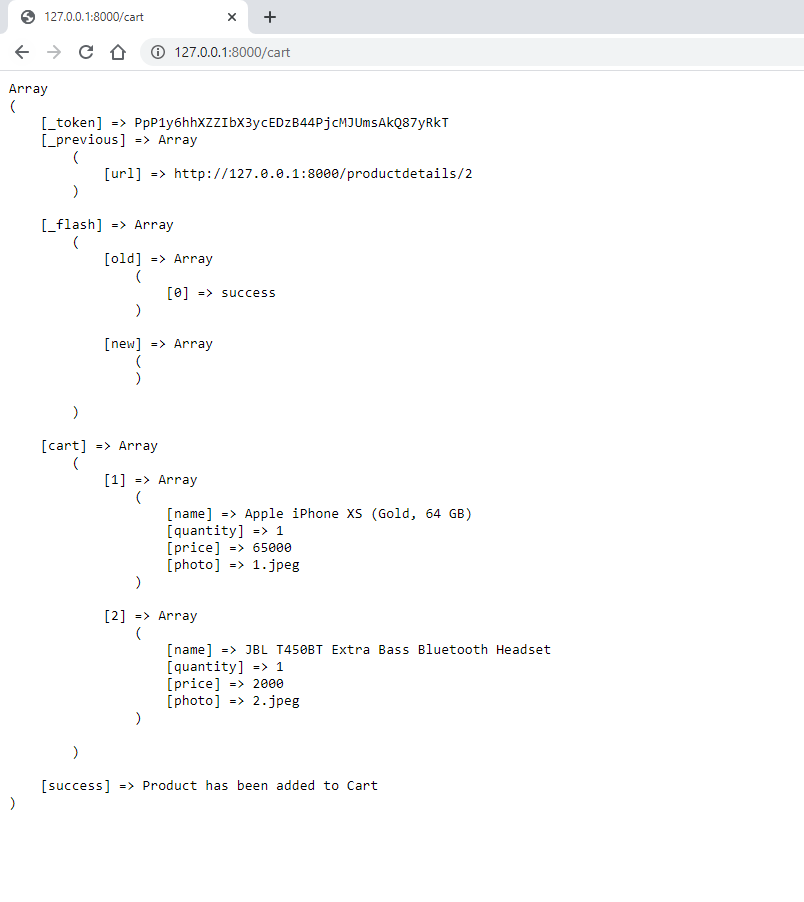 127.0.0.1:8000/cart
127.0.0.1:8000/cart
Array
(
    [_token] => PpP1y6hhXZZIbX3ycEDzB44PjcMJUmsAkQ87yRkT
    [_previous] => Array
        (
            [url] => http://127.0.0.1:8000/productdetails/2
        )

    [_flash] => Array
        (
            [old] => Array
                (
                    [0] => success
                )

            [new] => Array
                (
                )

        )

    [cart] => Array
        (
            [1] => Array
                (
                    [name] => Apple iPhone XS (Gold, 64 GB)
                    [quantity] => 1
                    [price] => 65000
                    [photo] => 1.jpeg
                )

            [2] => Array
                (
                    [name] => JBL T450BT Extra Bass Bluetooth Headset
                    [quantity] => 1
                    [price] => 2000
                    [photo] => 2.jpeg
                )

        )

    [success] => Product has been added to Cart
)